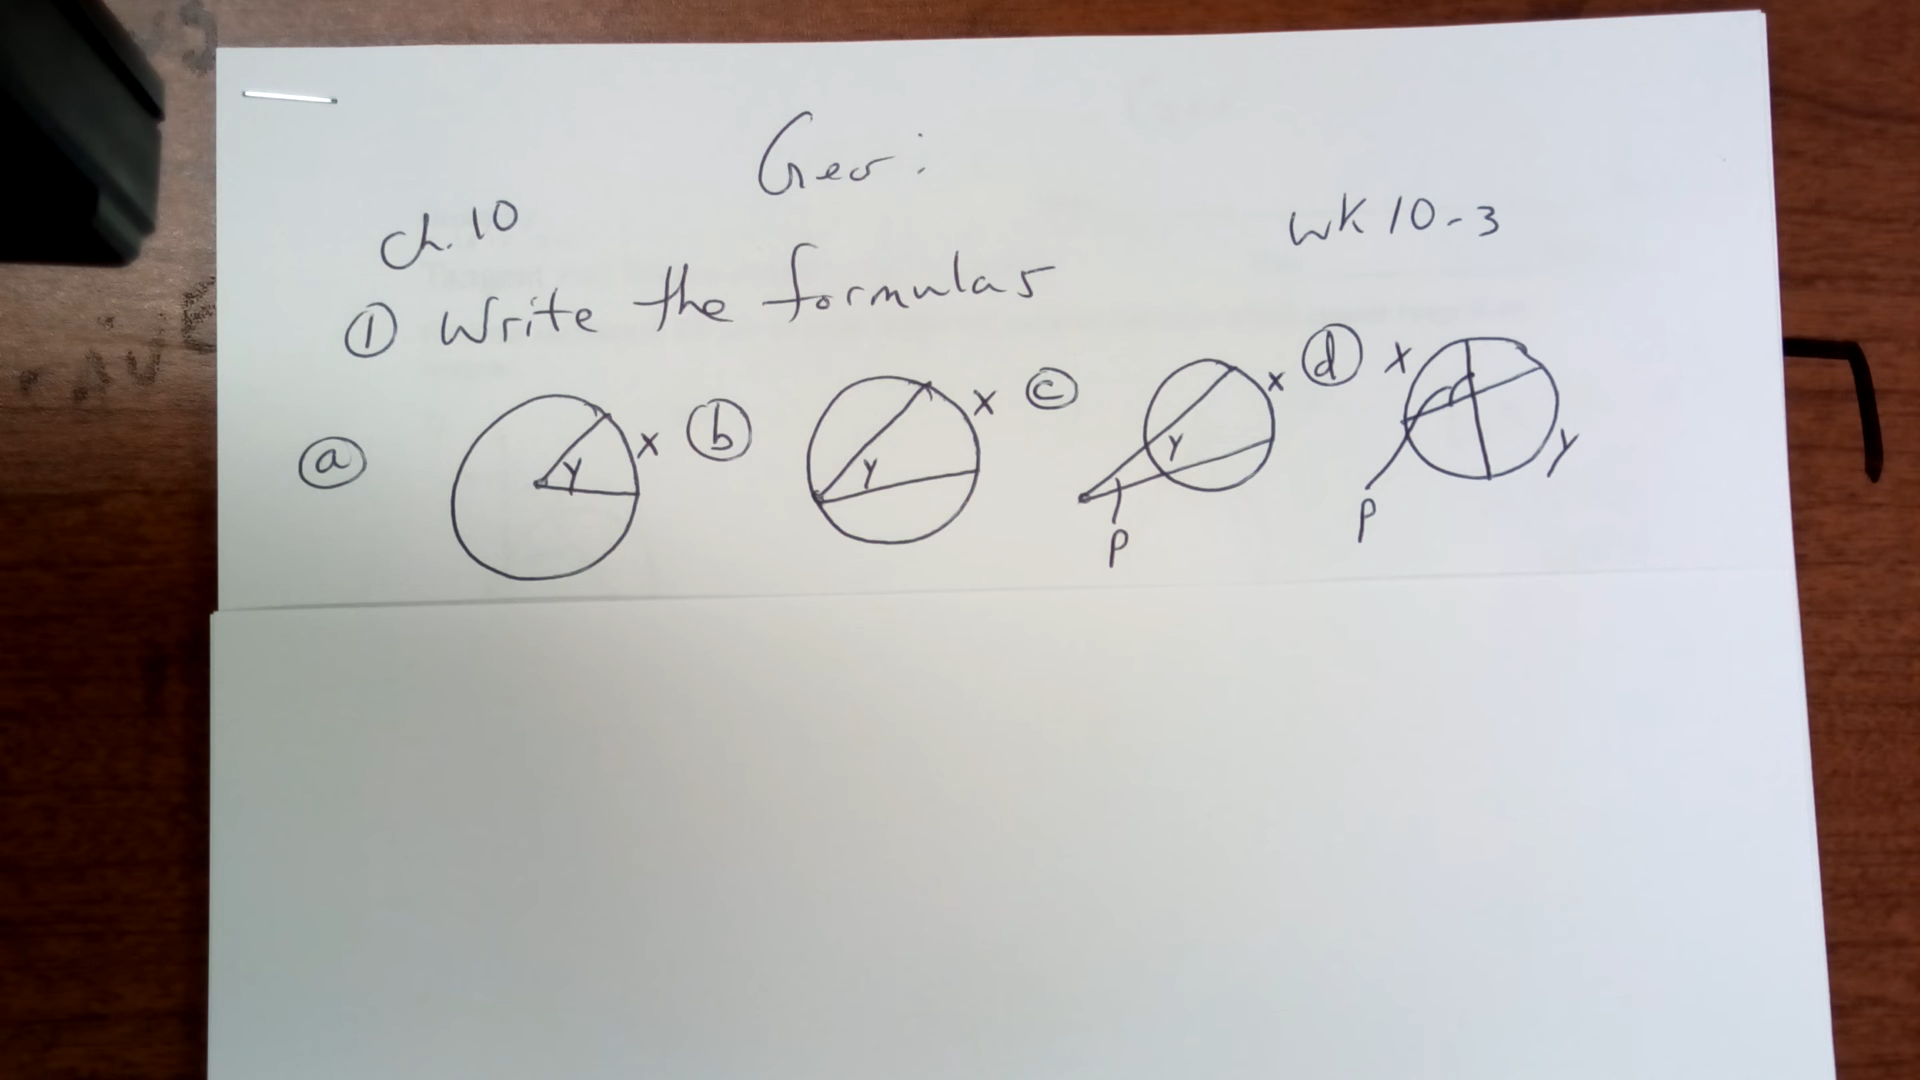 Geo:
Ch. 10
WK 10-3
① Write the formulas
ⓐ Y X ⓑ Y X ⓒ Y X P ⓓ X Y P